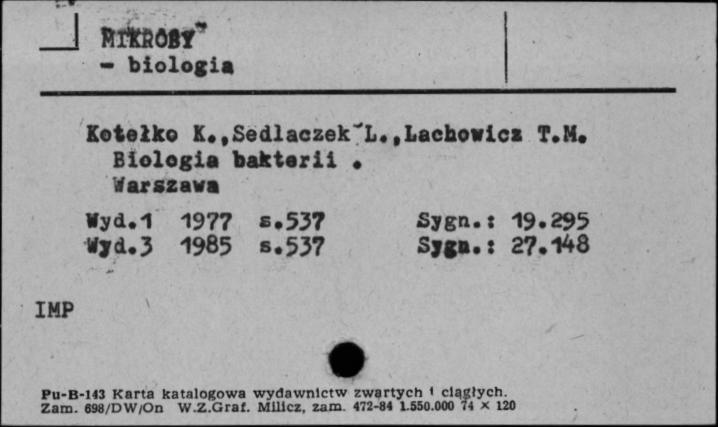 MIKROBY
- biologia
Kotełko K., Sedlaczek L., Lachowicz T.M.
Biologia bakterii .
Warszawa
Wyd.1 1977 s.537 Sygn.: 19.295
Wyd.3 1985 s.537 Sygn.: 27.148
IMP
Pu-B-143 Karta katalogowa wydawnictw zwartych i ciągłych.
Zam. 698/DW/On W.Z.Graf. Milicz, zam. 472-84 1.550.000 74 × 120